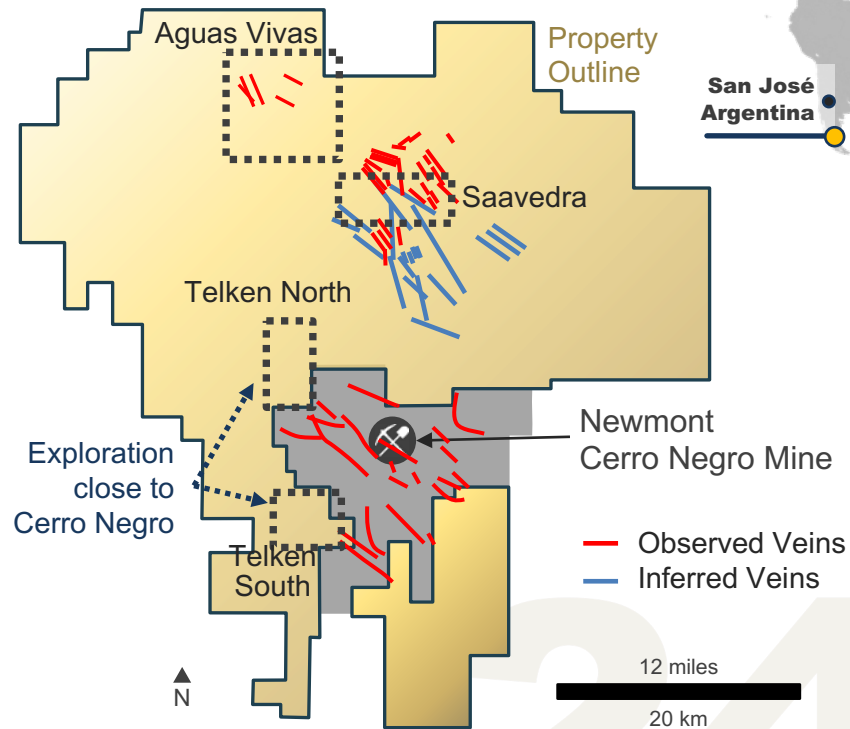 Aguas Vivas
Property
Outline
San José
Argentina
Saavedra
Telken North
Newmont
Cerro Negro Mine
Exploration
close to
Cerro Negro
Telken
South
Observed Veins
Inferred Veins
N
12 miles
20 km
24